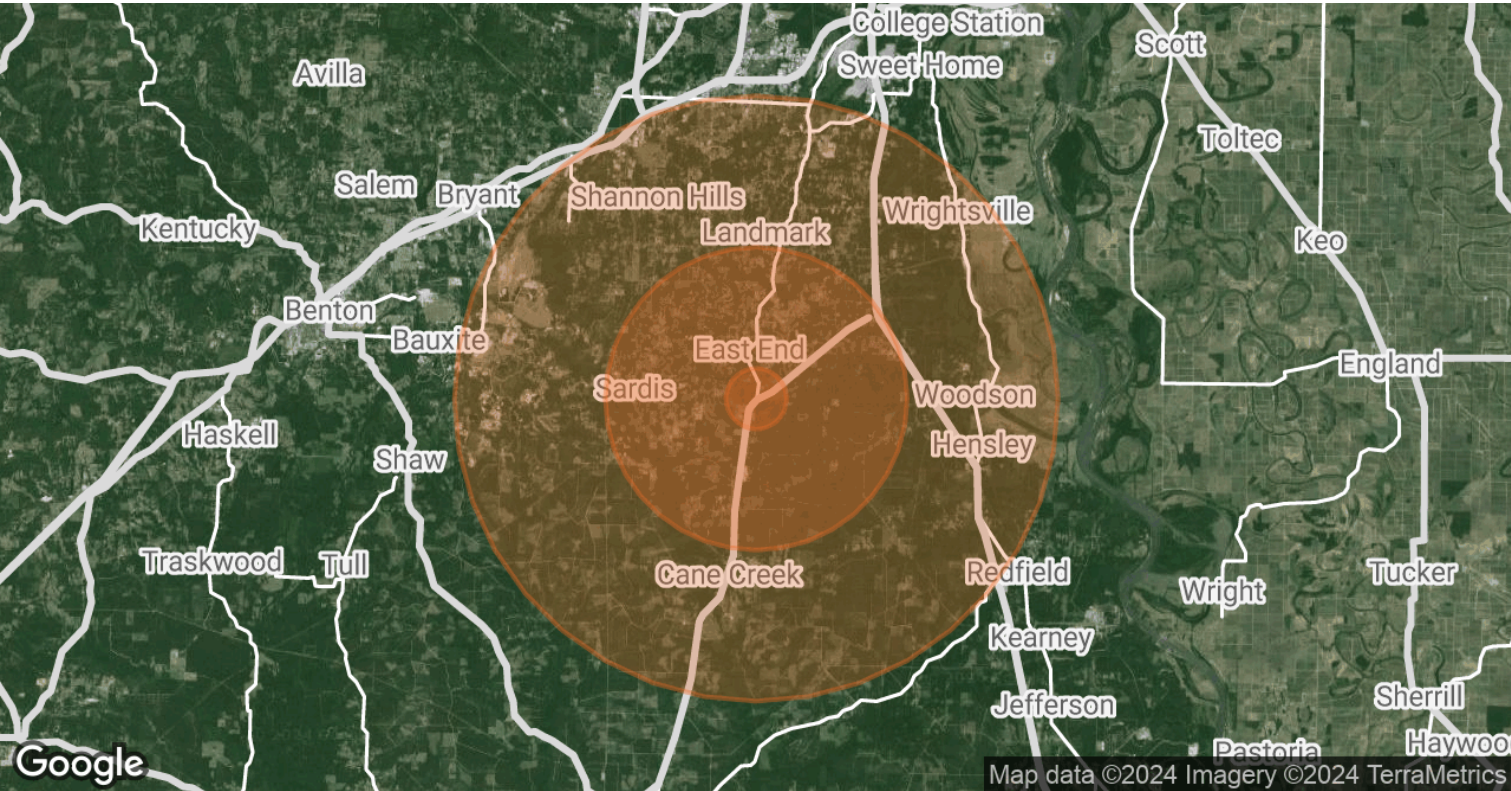 College Station
Scott
Sweet Home
Avilla
Toltec
Salem
Bryant
Shannon Hills
Wrightsville
Kentucky
Landmark
Keo
Benton
Bauxite
East End
England
Sardis
Woodson
Haskell
Hensley
Shaw
Traskwood
Tull
Cane Creek
Redfield
Tucker
Wright
Kearney
Sherrill
Jefferson
Haywoo
Pastoria
Google
Map data ©2024 Imagery ©2024 TerraMetrics